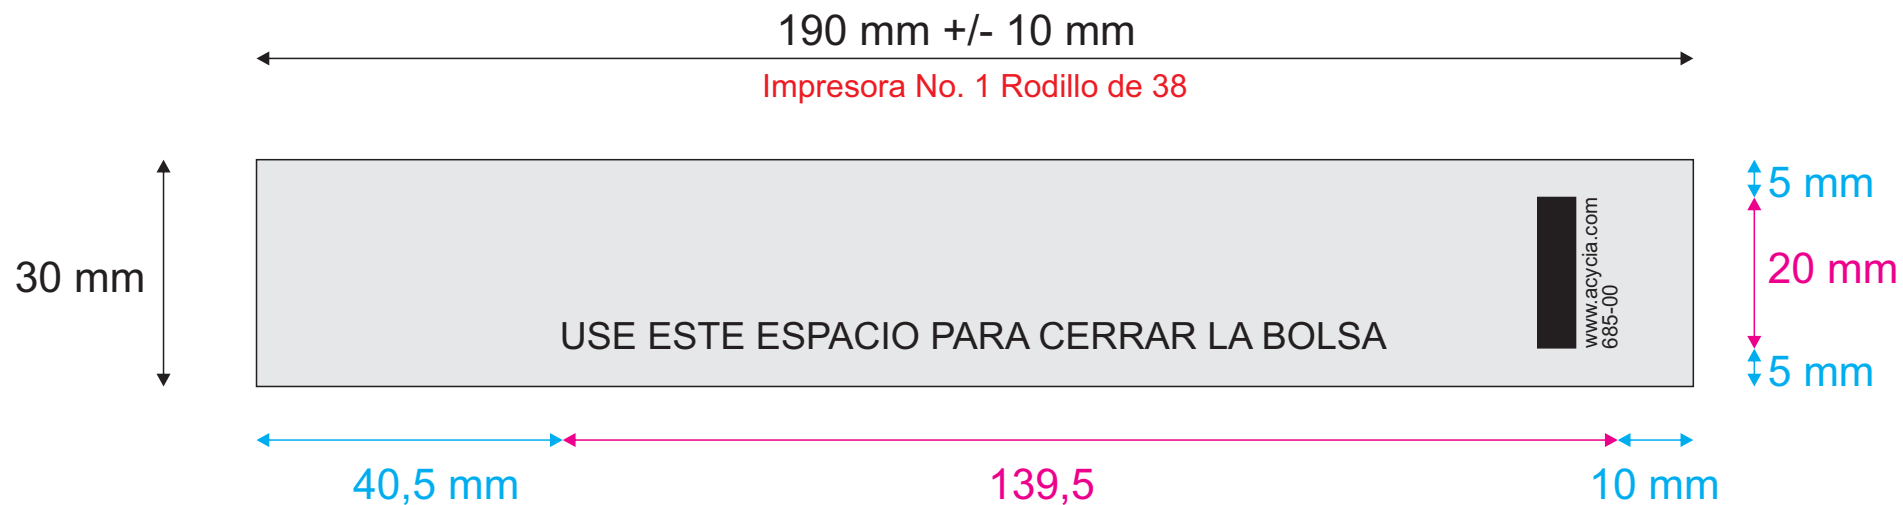 190 mm +/- 10 mm
Impresora No. 1 Rodillo de 38
30 mm
USE ESTE ESPACIO PARA CERRAR LA BOLSA
www.acycia.com
685-00
5 mm
20 mm
5 mm
40,5 mm
139,5
10 mm